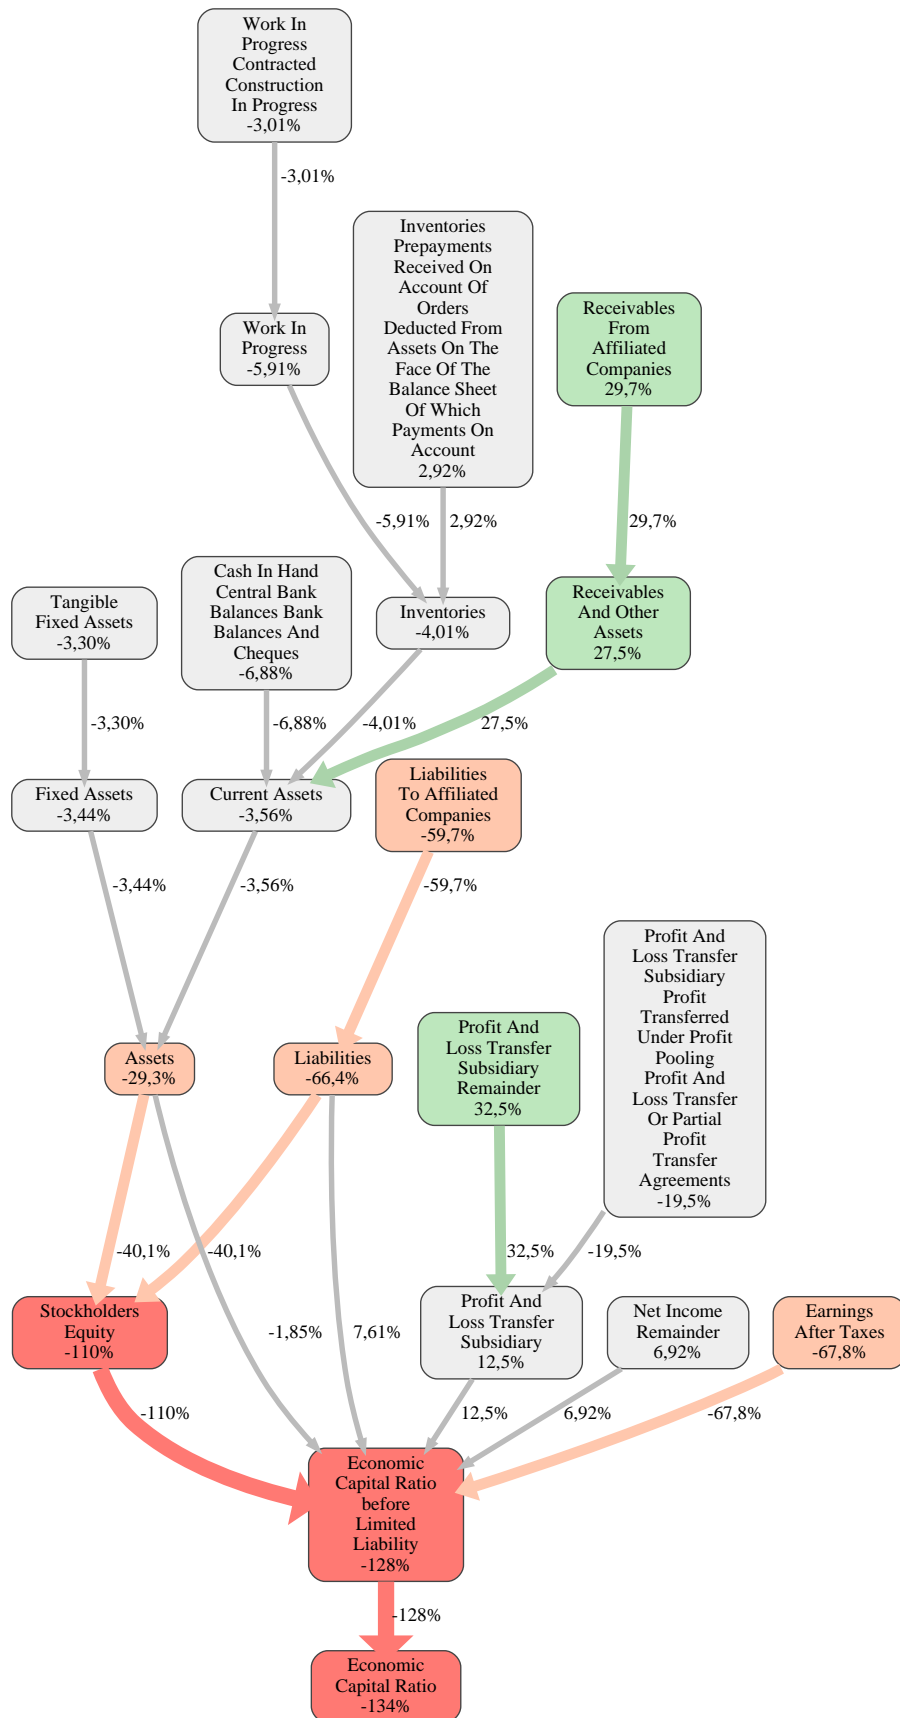 Work In
Progress
Contracted
Construction
In Progress
-3,01%
-3,01%
Inventories
Prepayments
Received On
Account Of
Orders
Deducted From
Assets On The
Face Of The
Balance Sheet
Of Which
Payments On
Account
2,92%
Receivables
From
Affiliated
Companies
29,7%
Work In
Progress
-5,91%
-5,91%
2,92%
29,7%
Tangible
Fixed Assets
-3,30%
Cash In Hand
Central Bank
Balances Bank
Balances And
Cheques
-6,88%
Inventories
-4,01%
Receivables
And Other
Assets
27,5%
-3,30%
-6,88%
-4,01%
27,5%
Fixed Assets
-3,44%
Current Assets
-3,56%
Liabilities
To Affiliated
Companies
-59,7%
-3,44%
-3,56%
-59,7%
Profit And
Loss Transfer
Subsidiary
Profit
Transferred
Under Profit
Pooling
Profit And
Loss Transfer
Or Partial
Profit
Transfer
Agreements
-19,5%
Assets
-29,3%
Liabilities
-66,4%
Profit And
Loss Transfer
Subsidiary
Remainder
32,5%
-40,1%
-40,1%
32,5%
-19,5%
Stockholders
Equity
-110%
-1,85%
7,61%
Profit And
Loss Transfer
Subsidiary
12,5%
Net Income
Remainder
6,92%
Earnings
After Taxes
-67,8%
-110%
12,5%
6,92%
-67,8%
Economic
Capital Ratio
before
Limited
Liability
-128%
-128%
Economic
Capital Ratio
-134%